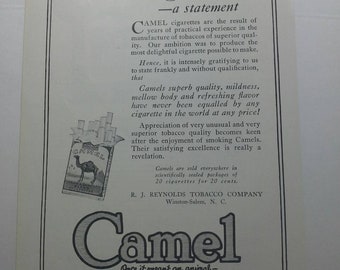 —a statement
CAMEL cigarettes are the result of
years of practical experience in the
manufacture of tobaccos of superior qual-
ity. Our ambition was to produce the
most delightful cigarette possible to make.
Hence, it is intensely gratifying to us
to state frankly and without qualification,
that
Camels superb quality, mildness,
mellow body and refreshing flavor
have never been equalled by any
cigarette in the world at any price!
Appreciation of very unusual and very
superior tobacco quality becomes keen
after the enjoyment of smoking Camels.
Their satisfying excellence is really a
revelation.
Camels are sold everywhere in
scientifically sealed packages of
20 cigarettes for 20 cents.
R. J. REYNOLDS TOBACCO COMPANY
Winston-Salem, N. C.
CAMEL
Camel
Once it meant an animal—